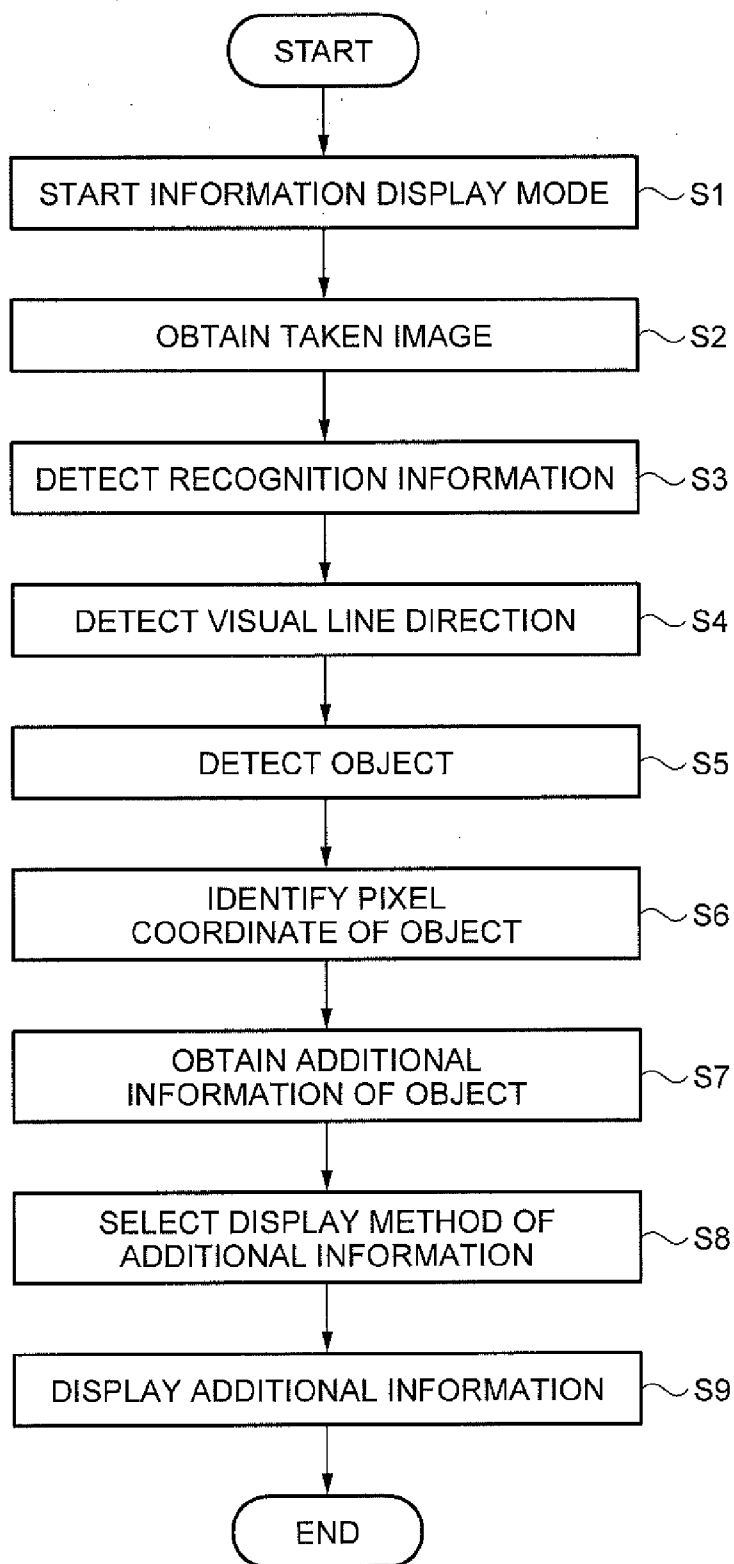 START
START INFORMATION DISPLAY MODE S1
OBTAIN TAKEN IMAGE S2
DETECT RECOGNITION INFORMATION S3
DETECT VISUAL LINE DIRECTION S4
DETECT OBJECT S5
IDENTIFY PIXEL
COORDINATE OF OBJECT S6
OBTAIN ADDITIONAL
INFORMATION OF OBJECT S7
SELECT DISPLAY METHOD OF
ADDITIONAL INFORMATION S8
DISPLAY ADDITIONAL INFORMATION S9
END